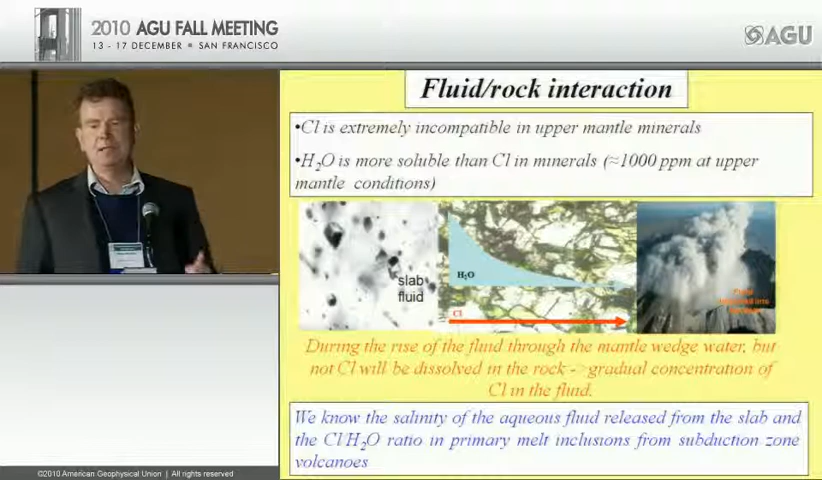 2010 AGU FALL MEETING
13 - 17 DECEMBER ■ SAN FRANCISCO
AGU
Fluid/rock interaction
•Cl is extremely incompatible in upper mantle minerals
•H₂O is more soluble than Cl in minerals (≈1000 ppm at upper
mantle conditions)
slab
fluid
H₂O
Cl
During the rise of the fluid through the mantle wedge water, but
not Cl will be dissolved in the rock ->gradual concentration of
Cl in the fluid.
We know the salinity of the aqueous fluid released from the slab and
the Cl/H₂O ratio in primary melt inclusions from subduction zone
volcanoes
©2010 American Geophysical Union | All rights reserved